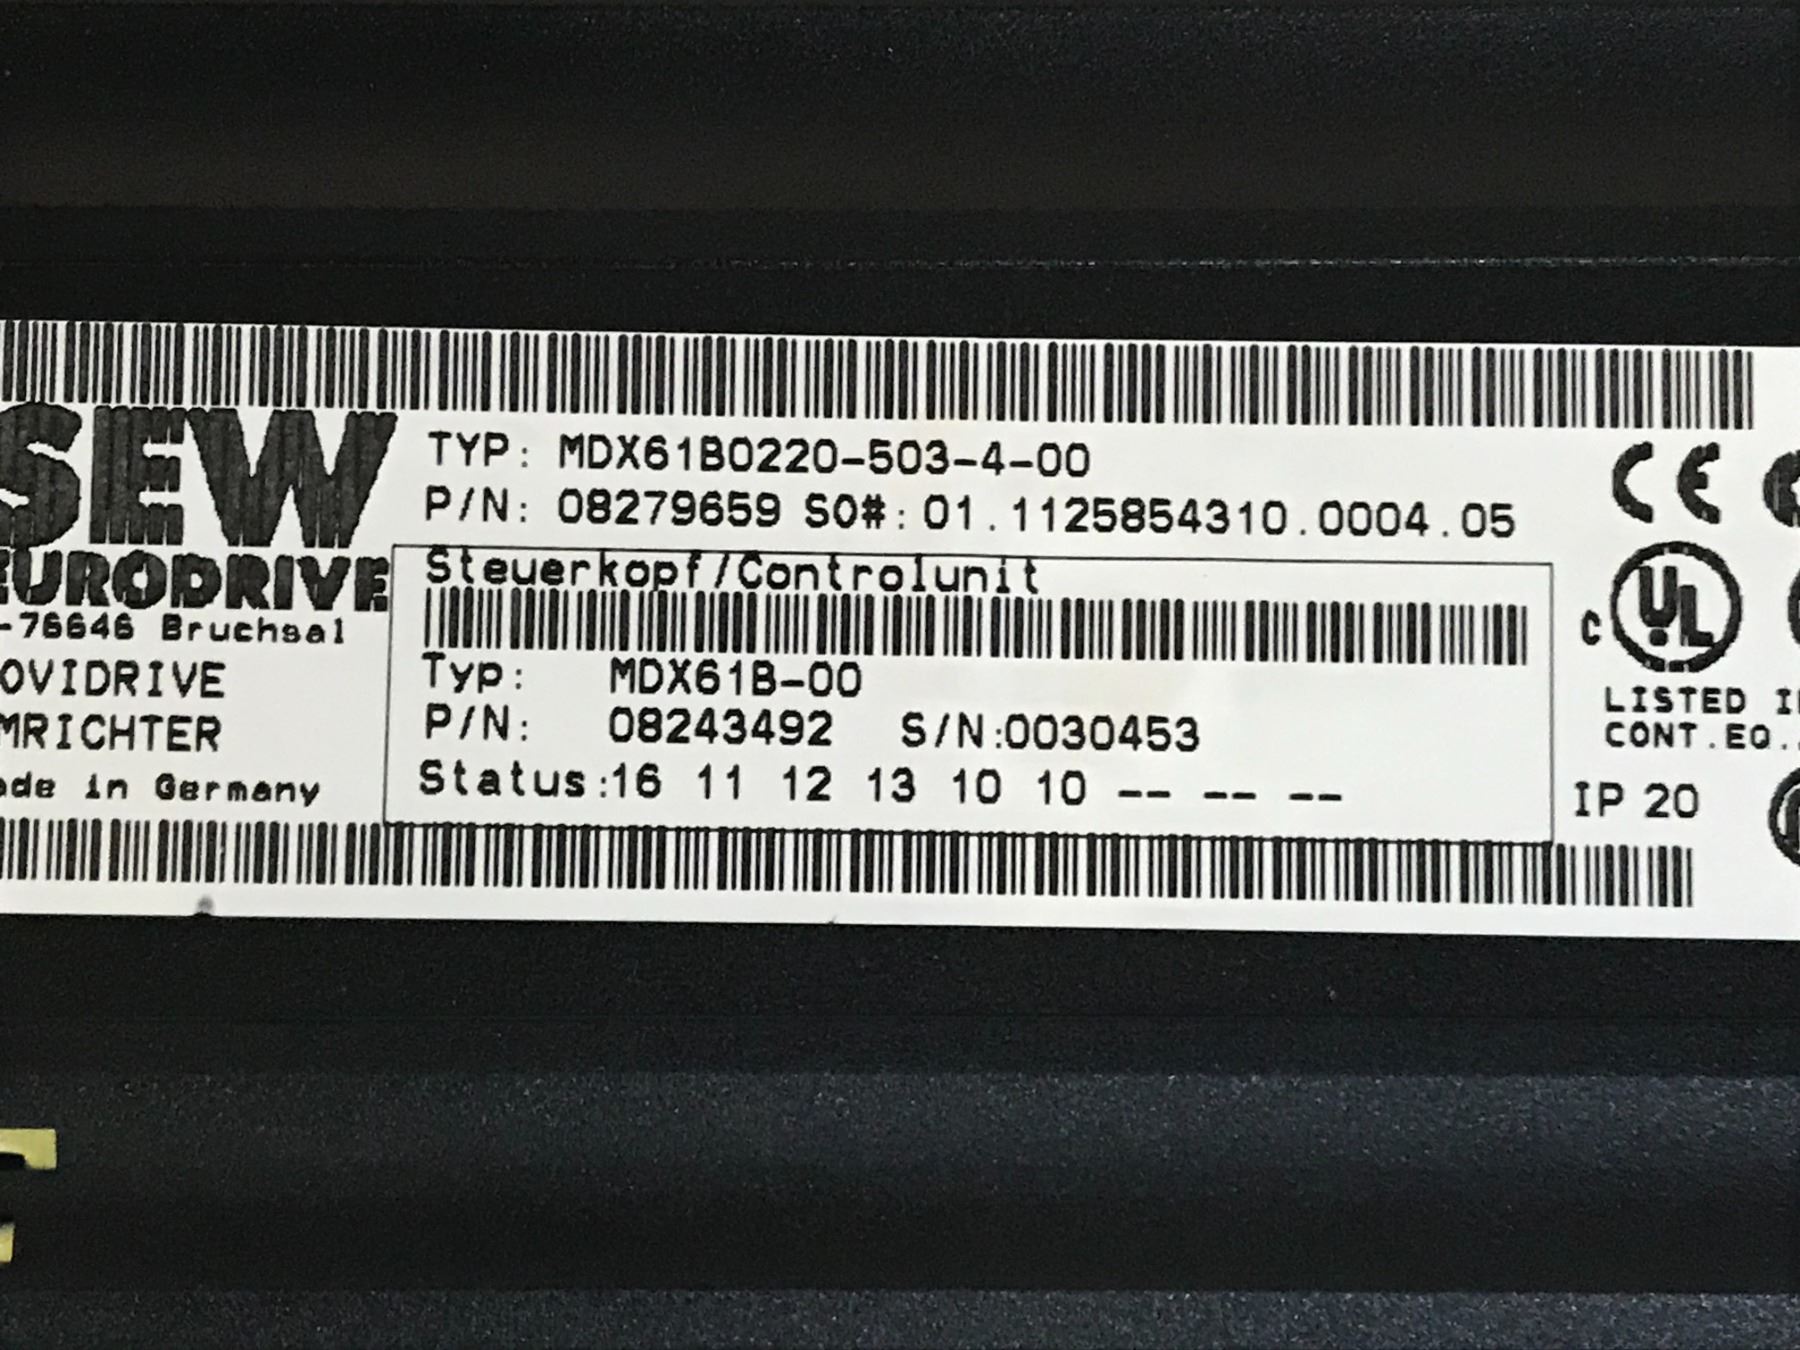 SEW
EURODRIVE
-76646 Bruchsal
OVIDRIVE
MRICHTER
ade in Germany
TYP: MDX61B0220-503-4-00
P/N: 08279659 SO#: 01.1125854310.0004.05
Steuerkopf/Controlunit
Typ: MDX61B-00
P/N: 08243492 S/N:0030453
Status:16 11 12 13 10 10 -- -- --
CE
c UL
LISTED I
CONT.EQ.
IP 20